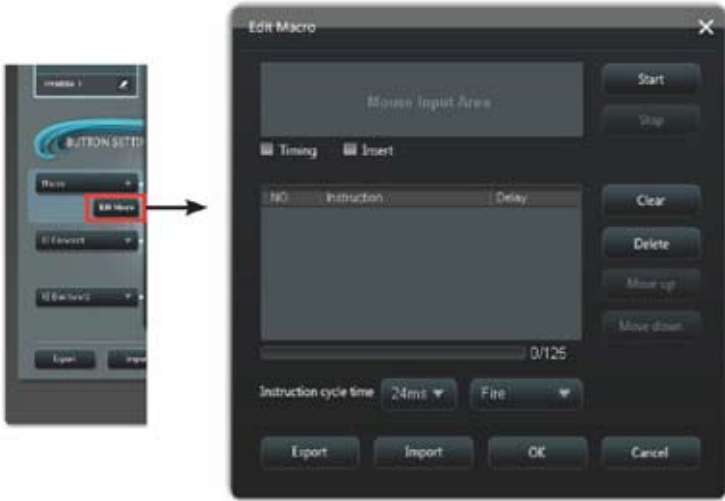 BUTTON SETTI
Macro
Edit Macro
Export
Impo
Edit Macro
Mouse Input Area
Start
Stop
Timing
Insert
NO Instruction Delay
Clear
Delete
Move up
Move down
0/125
Instruction cycle time 24ms Fire
Export Import OK Cancel